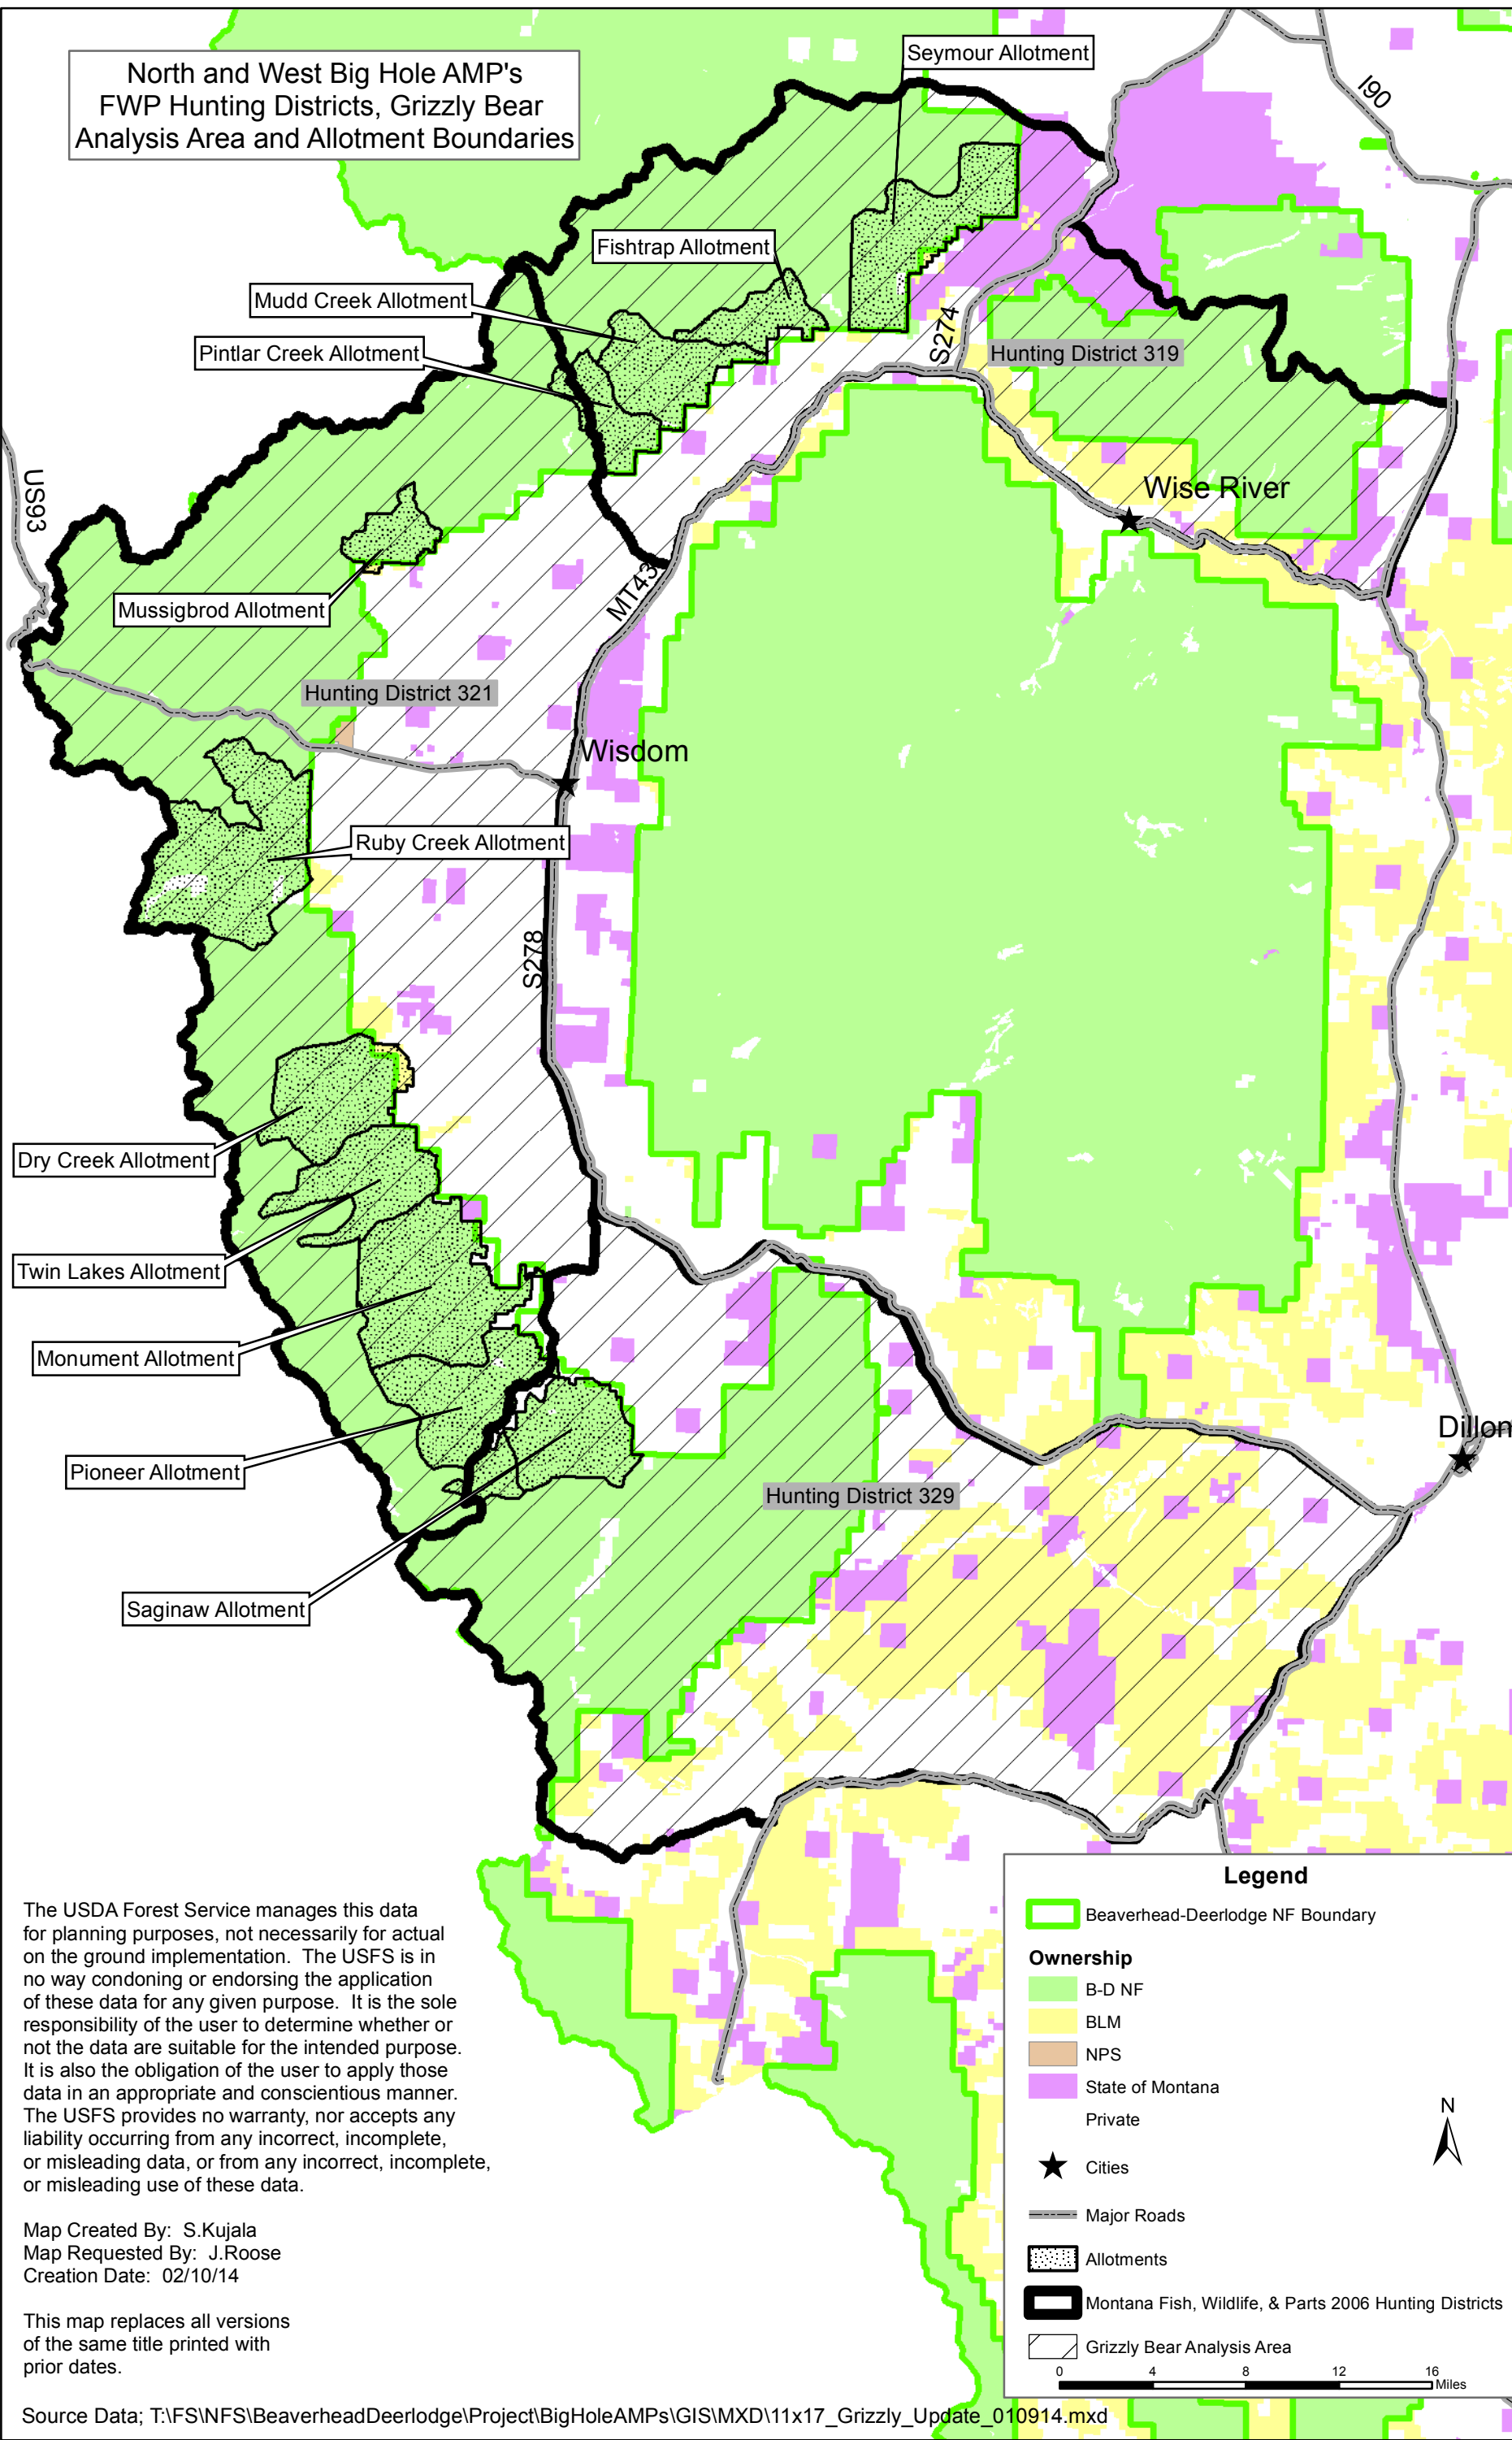 North and West Big Hole AMP's
FWP Hunting Districts, Grizzly Bear
Analysis Area and Allotment Boundaries
Seymour Allotment
I90
Fishtrap Allotment
Mudd Creek Allotment
Pintlar Creek Allotment
S274
Hunting District 319
US93
Wise River
Mussigbrod Allotment
MT43
Hunting District 321
Wisdom
Ruby Creek Allotment
S278
Dry Creek Allotment
Twin Lakes Allotment
Monument Allotment
Pioneer Allotment
Dillon
Hunting District 329
Saginaw Allotment
The USDA Forest Service manages this data
for planning purposes, not necessarily for actual
on the ground implementation. The USFS is in
no way condoning or endorsing the application
of these data for any given purpose. It is the sole
responsibility of the user to determine whether or
not the data are suitable for the intended purpose.
It is also the obligation of the user to apply those
data in an appropriate and conscientious manner.
The USFS provides no warranty, nor accepts any
liability occurring from any incorrect, incomplete,
or misleading data, or from any incorrect, incomplete,
or misleading use of these data.
Map Created By: S.Kujala
Map Requested By: J.Roose
Creation Date: 02/10/14
This map replaces all versions
of the same title printed with
prior dates.
Legend
Beaverhead-Deerlodge NF Boundary
Ownership
B-D NF
BLM
NPS
State of Montana
Private
Cities
Major Roads
Allotments
Montana Fish, Wildlife, & Parts 2006 Hunting Districts
Grizzly Bear Analysis Area
N
0 4 8 12 16
Miles
Source Data; T:\FS\NFS\BeaverheadDeerlodge\Project\BigHoleAMPs\GIS\MXD\11x17_Grizzly_Update_010914.mxd